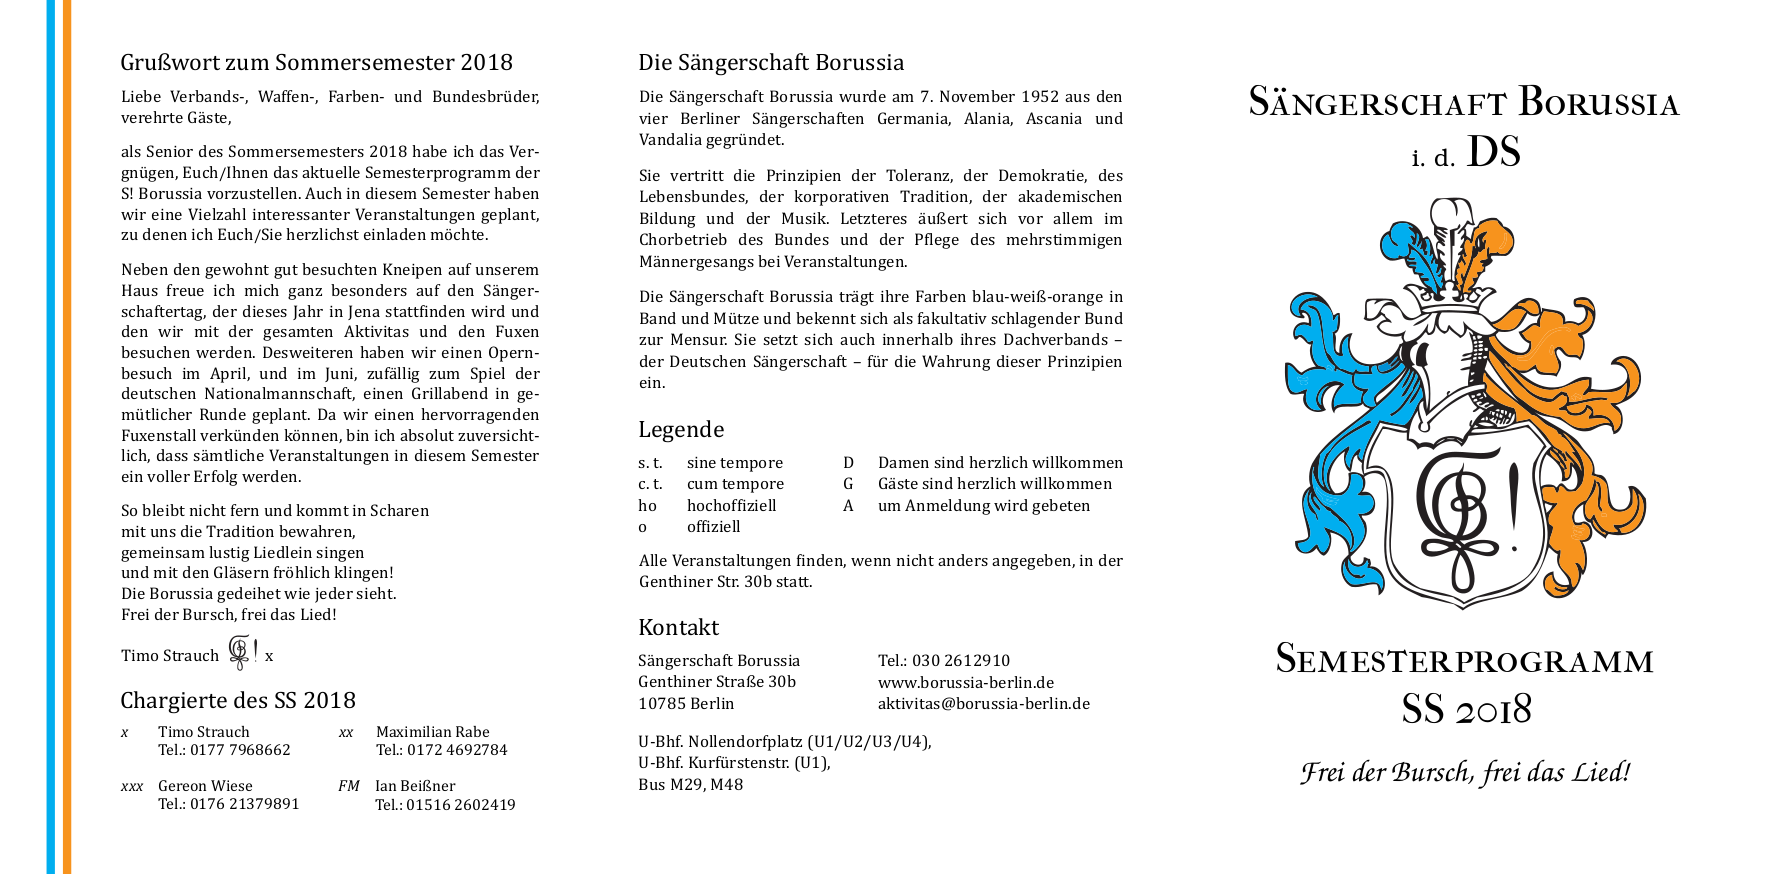 Grußwort zum Sommersemester 2018
Liebe Verbands-, Waffen-, Farben- und Bundesbrüder,
verehrte Gäste,
als Senior des Sommersemesters 2018 habe ich das Ver-
gnügen, Euch/Ihnen das aktuelle Semesterprogramm der
S! Borussia vorzustellen. Auch in diesem Semester haben
wir eine Vielzahl interessanter Veranstaltungen geplant,
zu denen ich Euch/Sie herzlichst einladen möchte.
Neben den gewohnt gut besuchten Kneipen auf unserem
Haus freue ich mich ganz besonders auf den Sänger-
schaftertag, der dieses Jahr in Jena stattfinden wird und
den wir mit der gesamten Aktivitas und den Fuxen
besuchen werden. Desweiteren haben wir einen Opern-
besuch im April, und im Juni, zufällig zum Spiel der
deutschen Nationalmannschaft, einen Grillabend in ge-
mütlicher Runde geplant. Da wir einen hervorragenden
Fuxenstall verkünden können, bin ich absolut zuversicht-
lich, dass sämtliche Veranstaltungen in diesem Semester
ein voller Erfolg werden.
So bleibt nicht fern und kommt in Scharen
mit uns die Tradition bewahren,
gemeinsam lustig Liedlein singen
und mit den Gläsern fröhlich klingen!
Die Borussia gedeihet wie jeder sieht.
Frei der Bursch, frei das Lied!
Timo Strauch ! x
Chargierte des SS 2018
x Timo Strauch xx Maximilian Rabe
Tel.: 0177 7968662 Tel.: 0172 4692784
xxx Gereon Wiese FM Ian Beißner
Tel.: 0176 21379891 Tel.: 01516 2602419
Die Sängerschaft Borussia
Die Sängerschaft Borussia wurde am 7. November 1952 aus den
vier Berliner Sängerschaften Germania, Alania, Ascania und
Vandalia gegründet.
Sie vertritt die Prinzipien der Toleranz, der Demokratie, des
Lebensbundes, der korporativen Tradition, der akademischen
Bildung und der Musik. Letzteres äußert sich vor allem im
Chorbetrieb des Bundes und der Pflege des mehrstimmigen
Männergesangs bei Veranstaltungen.
Die Sängerschaft Borussia trägt ihre Farben blau-weiß-orange in
Band und Mütze und bekennt sich als fakultativ schlagender Bund
zur Mensur. Sie setzt sich auch innerhalb ihres Dachverbands –
der Deutschen Sängerschaft – für die Wahrung dieser Prinzipien
ein.
Legende
s. t. sine tempore D Damen sind herzlich willkommen
c. t. cum tempore G Gäste sind herzlich willkommen
ho hochoffiziell A um Anmeldung wird gebeten
o offiziell
Alle Veranstaltungen finden, wenn nicht anders angegeben, in der
Genthiner Str. 30b statt.
Kontakt
Sängerschaft Borussia Tel.: 030 2612910
Genthiner Straße 30b www.borussia-berlin.de
10785 Berlin aktivitas@borussia-berlin.de
U-Bhf. Nollendorfplatz (U1/U2/U3/U4),
U-Bhf. Kurfürstenstr. (U1),
Bus M29, M48
Sängerschaft Borussia
i. d. DS
!
Semesterprogramm
SS 2018
Frei der Bursch, frei das Lied!